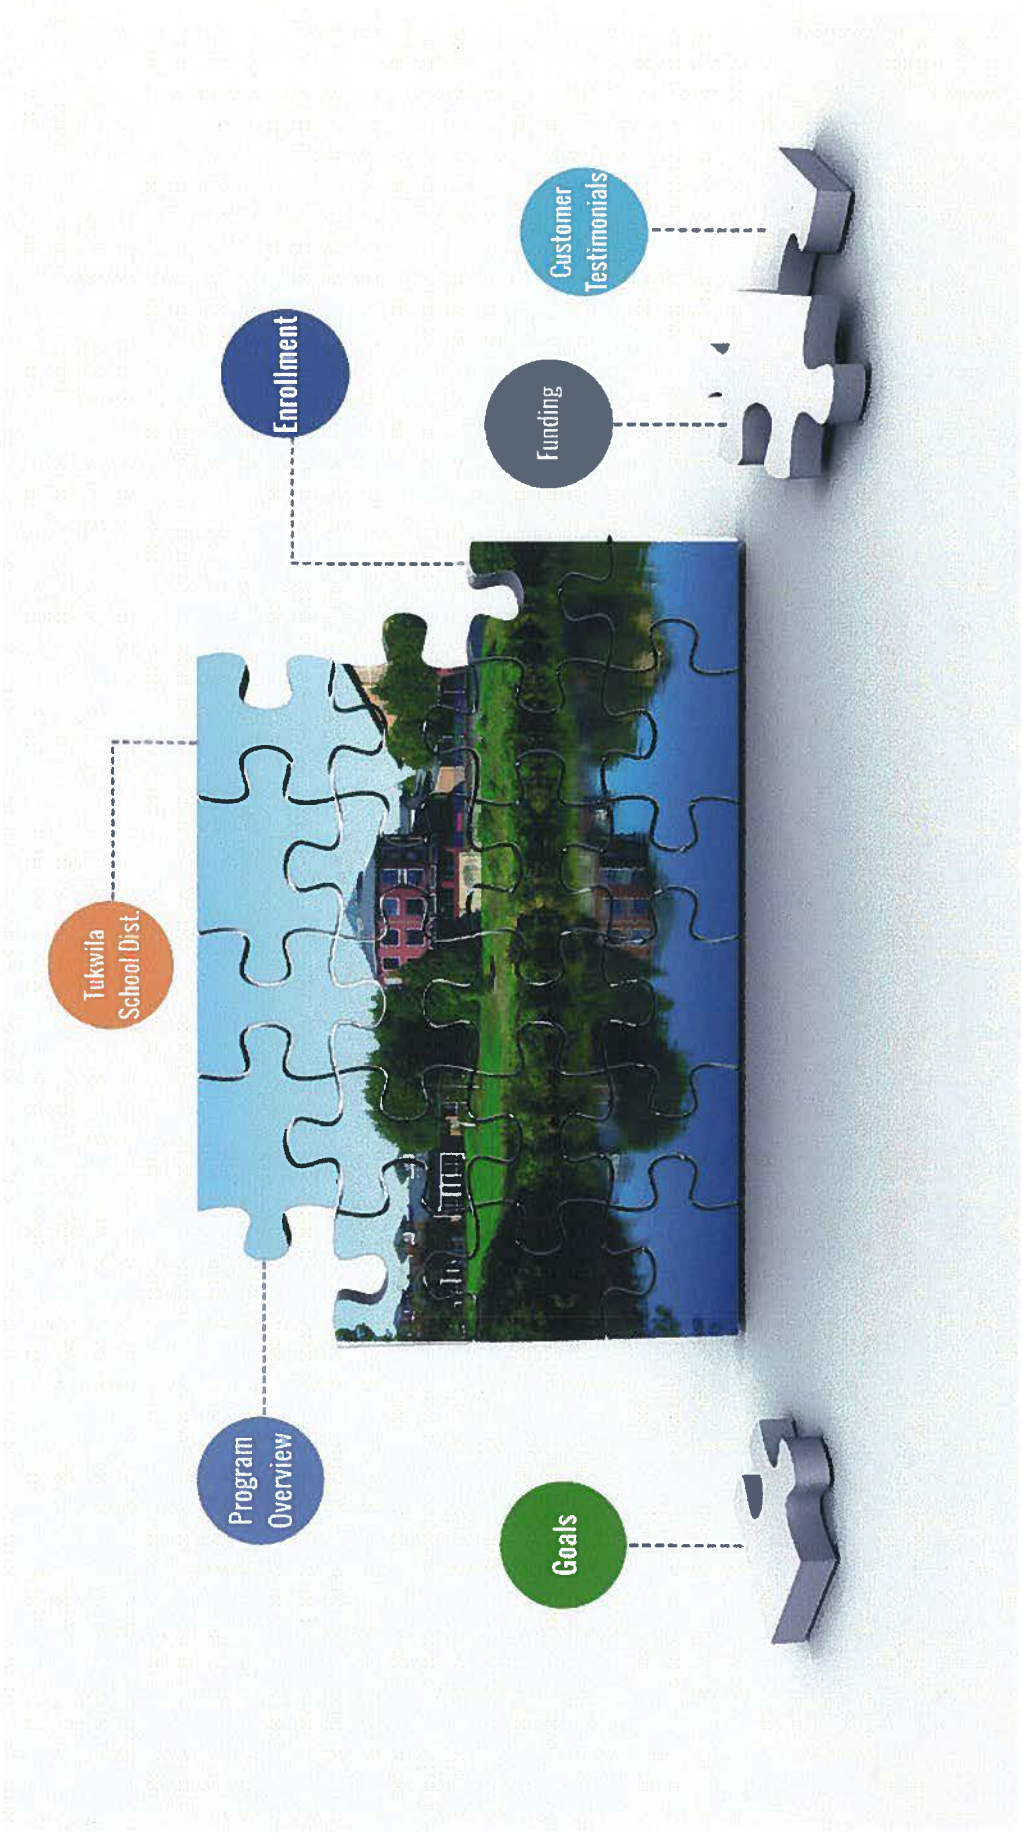 Program
Overview
Tukwila
School Dist.
Enrollment
Goals
Funding
Customer
Testimonials